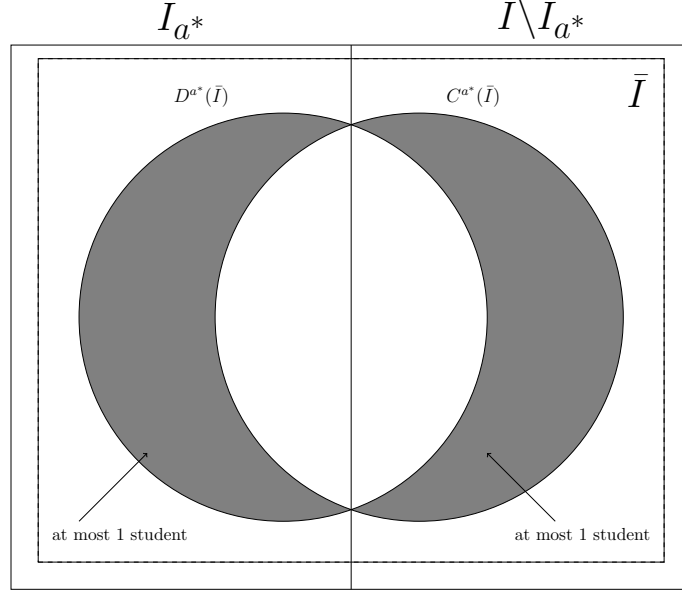 I_{a*} I\I_{a*}
D^{a*}(Ī) C^{a*}(Ī) Ī
at most 1 student at most 1 student